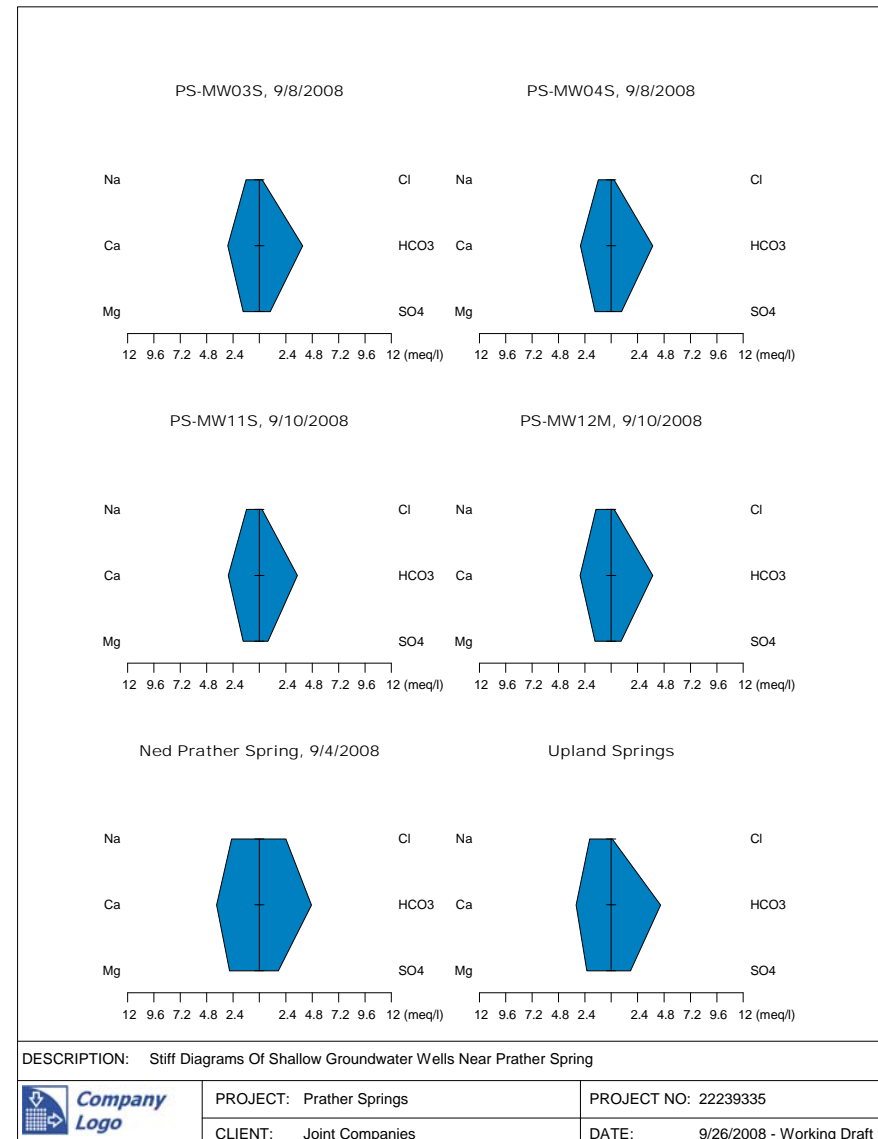 PS-MW03S, 9/8/2008
PS-MW04S, 9/8/2008
Na Cl Na Cl
Ca HCO3 Ca HCO3
Mg SO4 Mg SO4
12 9.6 7.2 4.8 2.4 2.4 4.8 7.2 9.6 12 (meq/l)
12 9.6 7.2 4.8 2.4 2.4 4.8 7.2 9.6 12 (meq/l)
PS-MW11S, 9/10/2008
PS-MW12M, 9/10/2008
Na Cl Na Cl
Ca HCO3 Ca HCO3
Mg SO4 Mg SO4
12 9.6 7.2 4.8 2.4 2.4 4.8 7.2 9.6 12 (meq/l)
12 9.6 7.2 4.8 2.4 2.4 4.8 7.2 9.6 12 (meq/l)
Ned Prather Spring, 9/4/2008
Upland Springs
Na Cl Na Cl
Ca HCO3 Ca HCO3
Mg SO4 Mg SO4
12 9.6 7.2 4.8 2.4 2.4 4.8 7.2 9.6 12 (meq/l)
12 9.6 7.2 4.8 2.4 2.4 4.8 7.2 9.6 12 (meq/l)
DESCRIPTION: Stiff Diagrams Of Shallow Groundwater Wells Near Prather Spring
Company
Logo
PROJECT: Prather Springs
PROJECT NO: 22239335
CLIENT: Joint Companies
DATE: 9/26/2008 - Working Draft